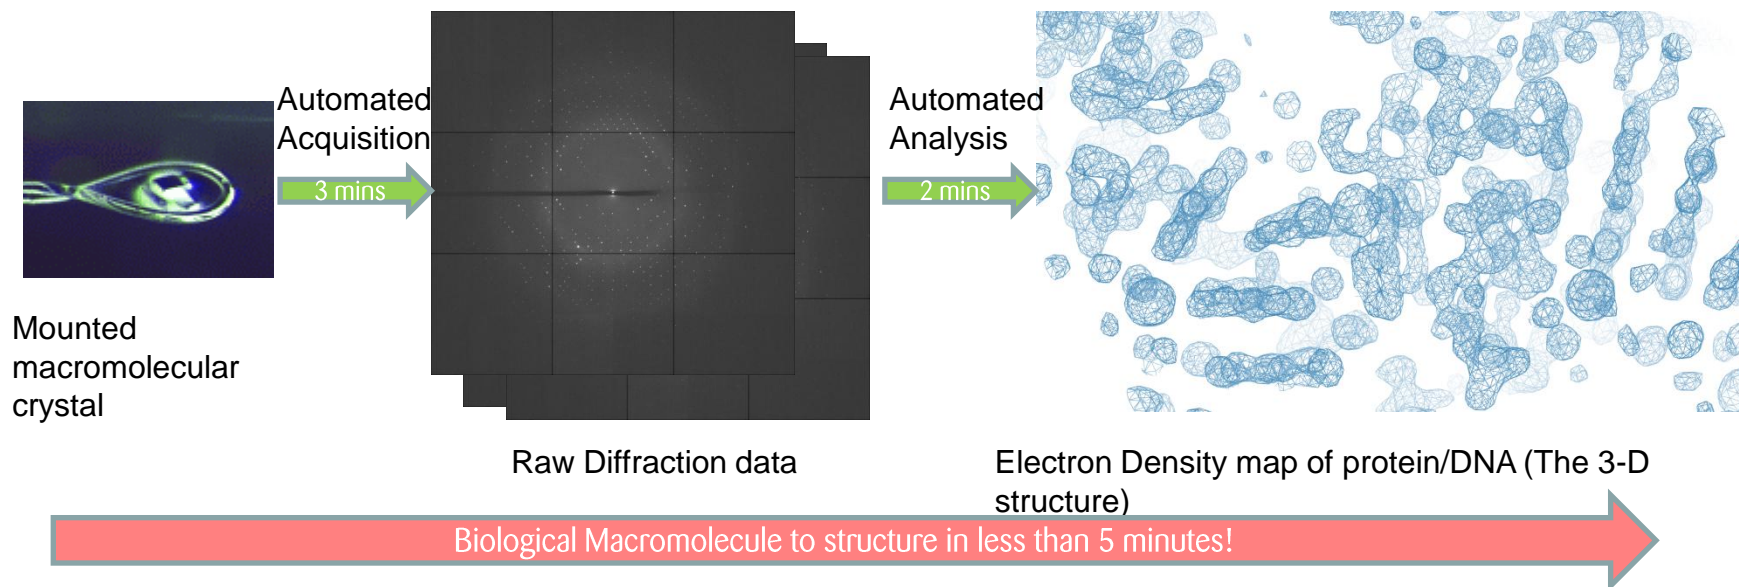 Mounted
macromolecular
crystal
Automated
Acquisition
3 mins
Raw Diffraction data
Automated
Analysis
2 mins
Electron Density map of protein/DNA (The 3-D
structure)
Biological Macromolecule to structure in less than 5 minutes!